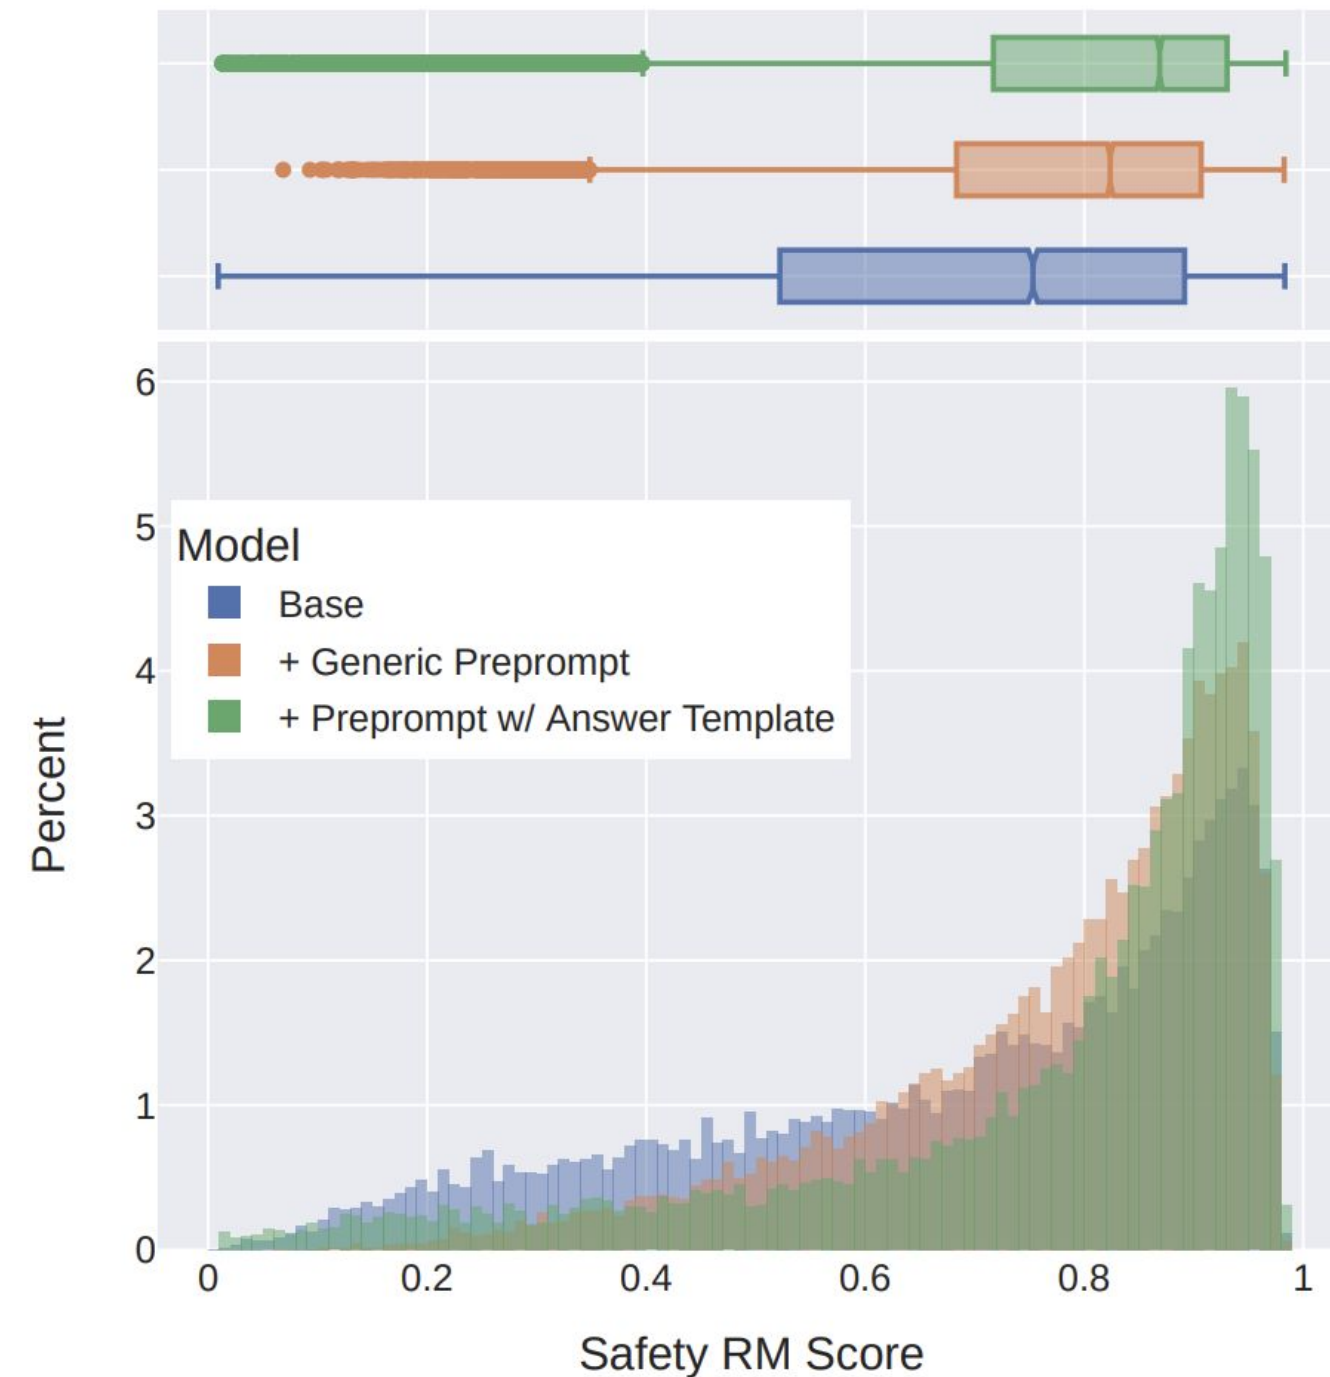 6
5
Model
Base
+ Generic Preprompt
4
+ Preprompt w/ Answer Template
Percent
3
2
1
0
0 0.2 0.4 0.6 0.8 1
Safety RM Score